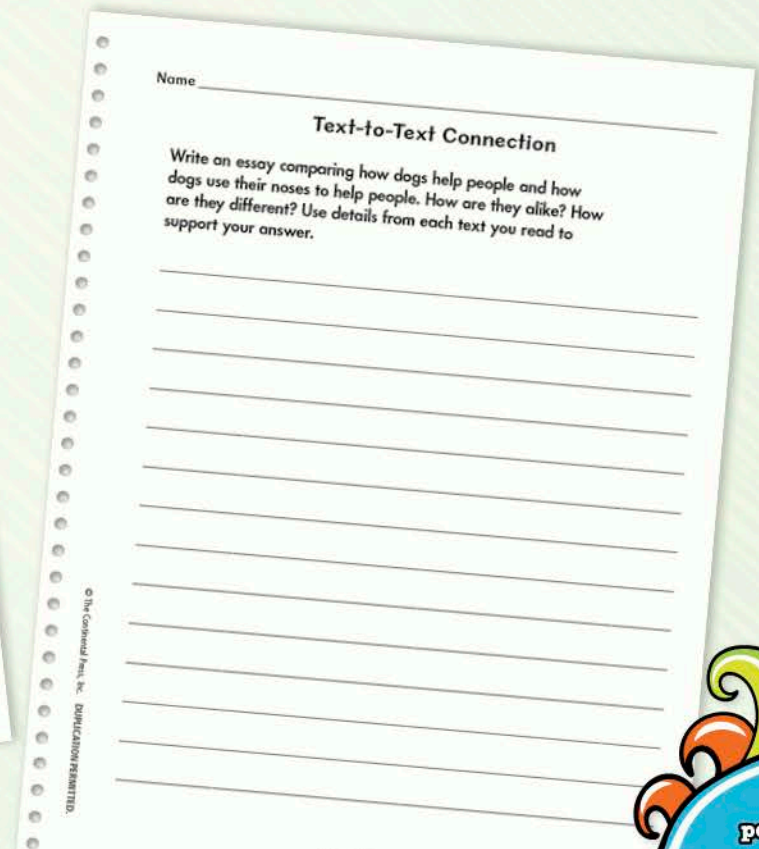 Name
Text-to-Text Connection
Write an essay comparing how dogs help people and how
dogs use their noses to help people. How are they alike? How
are they different? Use details from each text you read to
support your answer.
© The Continental Press, Inc. DUPLICATION PERMITTED.